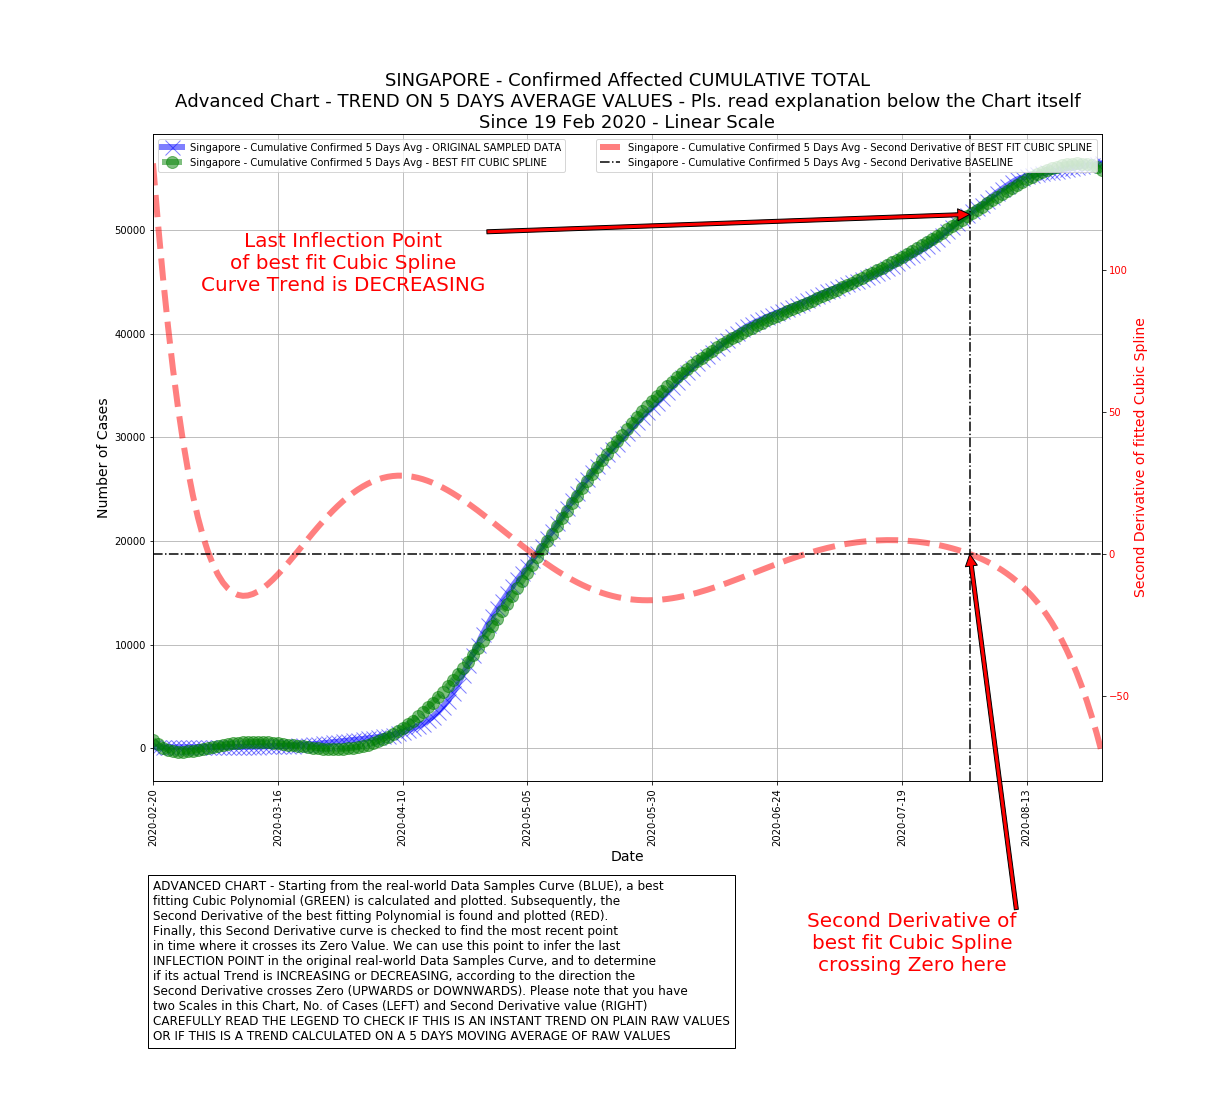 SINGAPORE - Confirmed Affected CUMULATIVE TOTAL
Advanced Chart - TREND ON 5 DAYS AVERAGE VALUES - Pls. read explanation below the Chart itself
Since 19 Feb 2020 - Linear Scale
Singapore - Cumulative Confirmed 5 Days Avg - ORIGINAL SAMPLED DATA
Singapore - Cumulative Confirmed 5 Days Avg - BEST FIT CUBIC SPLINE
Singapore - Cumulative Confirmed 5 Days Avg - Second Derivative of BEST FIT CUBIC SPLINE
Singapore - Cumulative Confirmed 5 Days Avg - Second Derivative BASELINE
Last Inflection Point
of best fit Cubic Spline
Curve Trend is DECREASING
Number of Cases
50000
40000
30000
20000
10000
0
100
50
0
−50
Second Derivative of fitted Cubic Spline
2020-02-20
2020-03-16
2020-04-10
2020-05-05
2020-05-30
2020-06-24
2020-07-19
2020-08-13
Date
ADVANCED CHART - Starting from the real-world Data Samples Curve (BLUE), a best
fitting Cubic Polynomial (GREEN) is calculated and plotted. Subsequently, the
Second Derivative of the best fitting Polynomial is found and plotted (RED).
Finally, this Second Derivative curve is checked to find the most recent point
in time where it crosses its Zero Value. We can use this point to infer the last
INFLECTION POINT in the original real-world Data Samples Curve, and to determine
if its actual Trend is INCREASING or DECREASING, according to the direction the
Second Derivative crosses Zero (UPWARDS or DOWNWARDS). Please note that you have
two Scales in this Chart, No. of Cases (LEFT) and Second Derivative value (RIGHT)
CAREFULLY READ THE LEGEND TO CHECK IF THIS IS AN INSTANT TREND ON PLAIN RAW VALUES
OR IF THIS IS A TREND CALCULATED ON A 5 DAYS MOVING AVERAGE OF RAW VALUES
Second Derivative of
best fit Cubic Spline
crossing Zero here